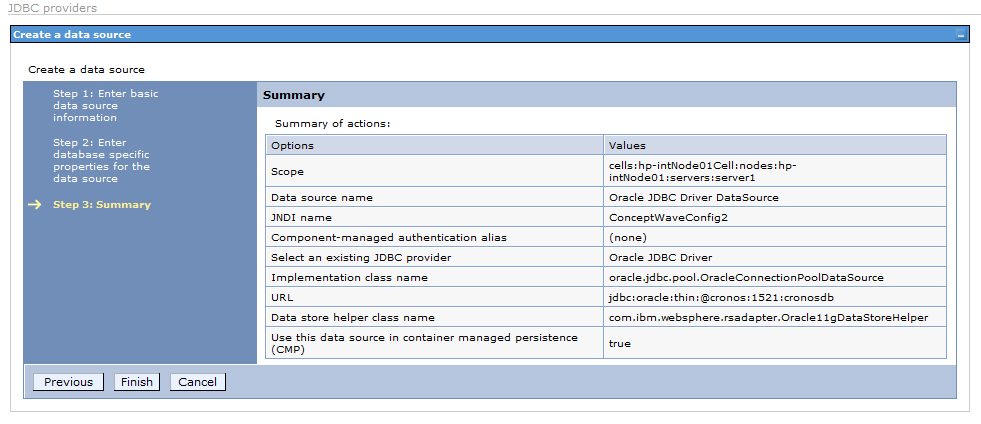 JDBC providers
Create a data source
Create a data source
Step 1: Enter basic
data source
information
Step 2: Enter
database specific
properties for the
data source
Step 3: Summary
Summary
Summary of actions:
Options Values
Scope cells:hp-intNode01Cell:nodes:hp-
intNode01:servers:server1
Data source name Oracle JDBC Driver DataSource
JNDI name ConceptWaveConfig2
Component-managed authentication alias (none)
Select an existing JDBC provider Oracle JDBC Driver
Implementation class name oracle.jdbc.pool.OracleConnectionPoolDataSource
URL jdbc:oracle:thin:@cronos:1521:cronosdb
Data store helper class name com.ibm.websphere.rsadapter.Oracle11gDataStoreHelper
Use this data source in container managed persistence
(CMP) true
Previous Finish Cancel